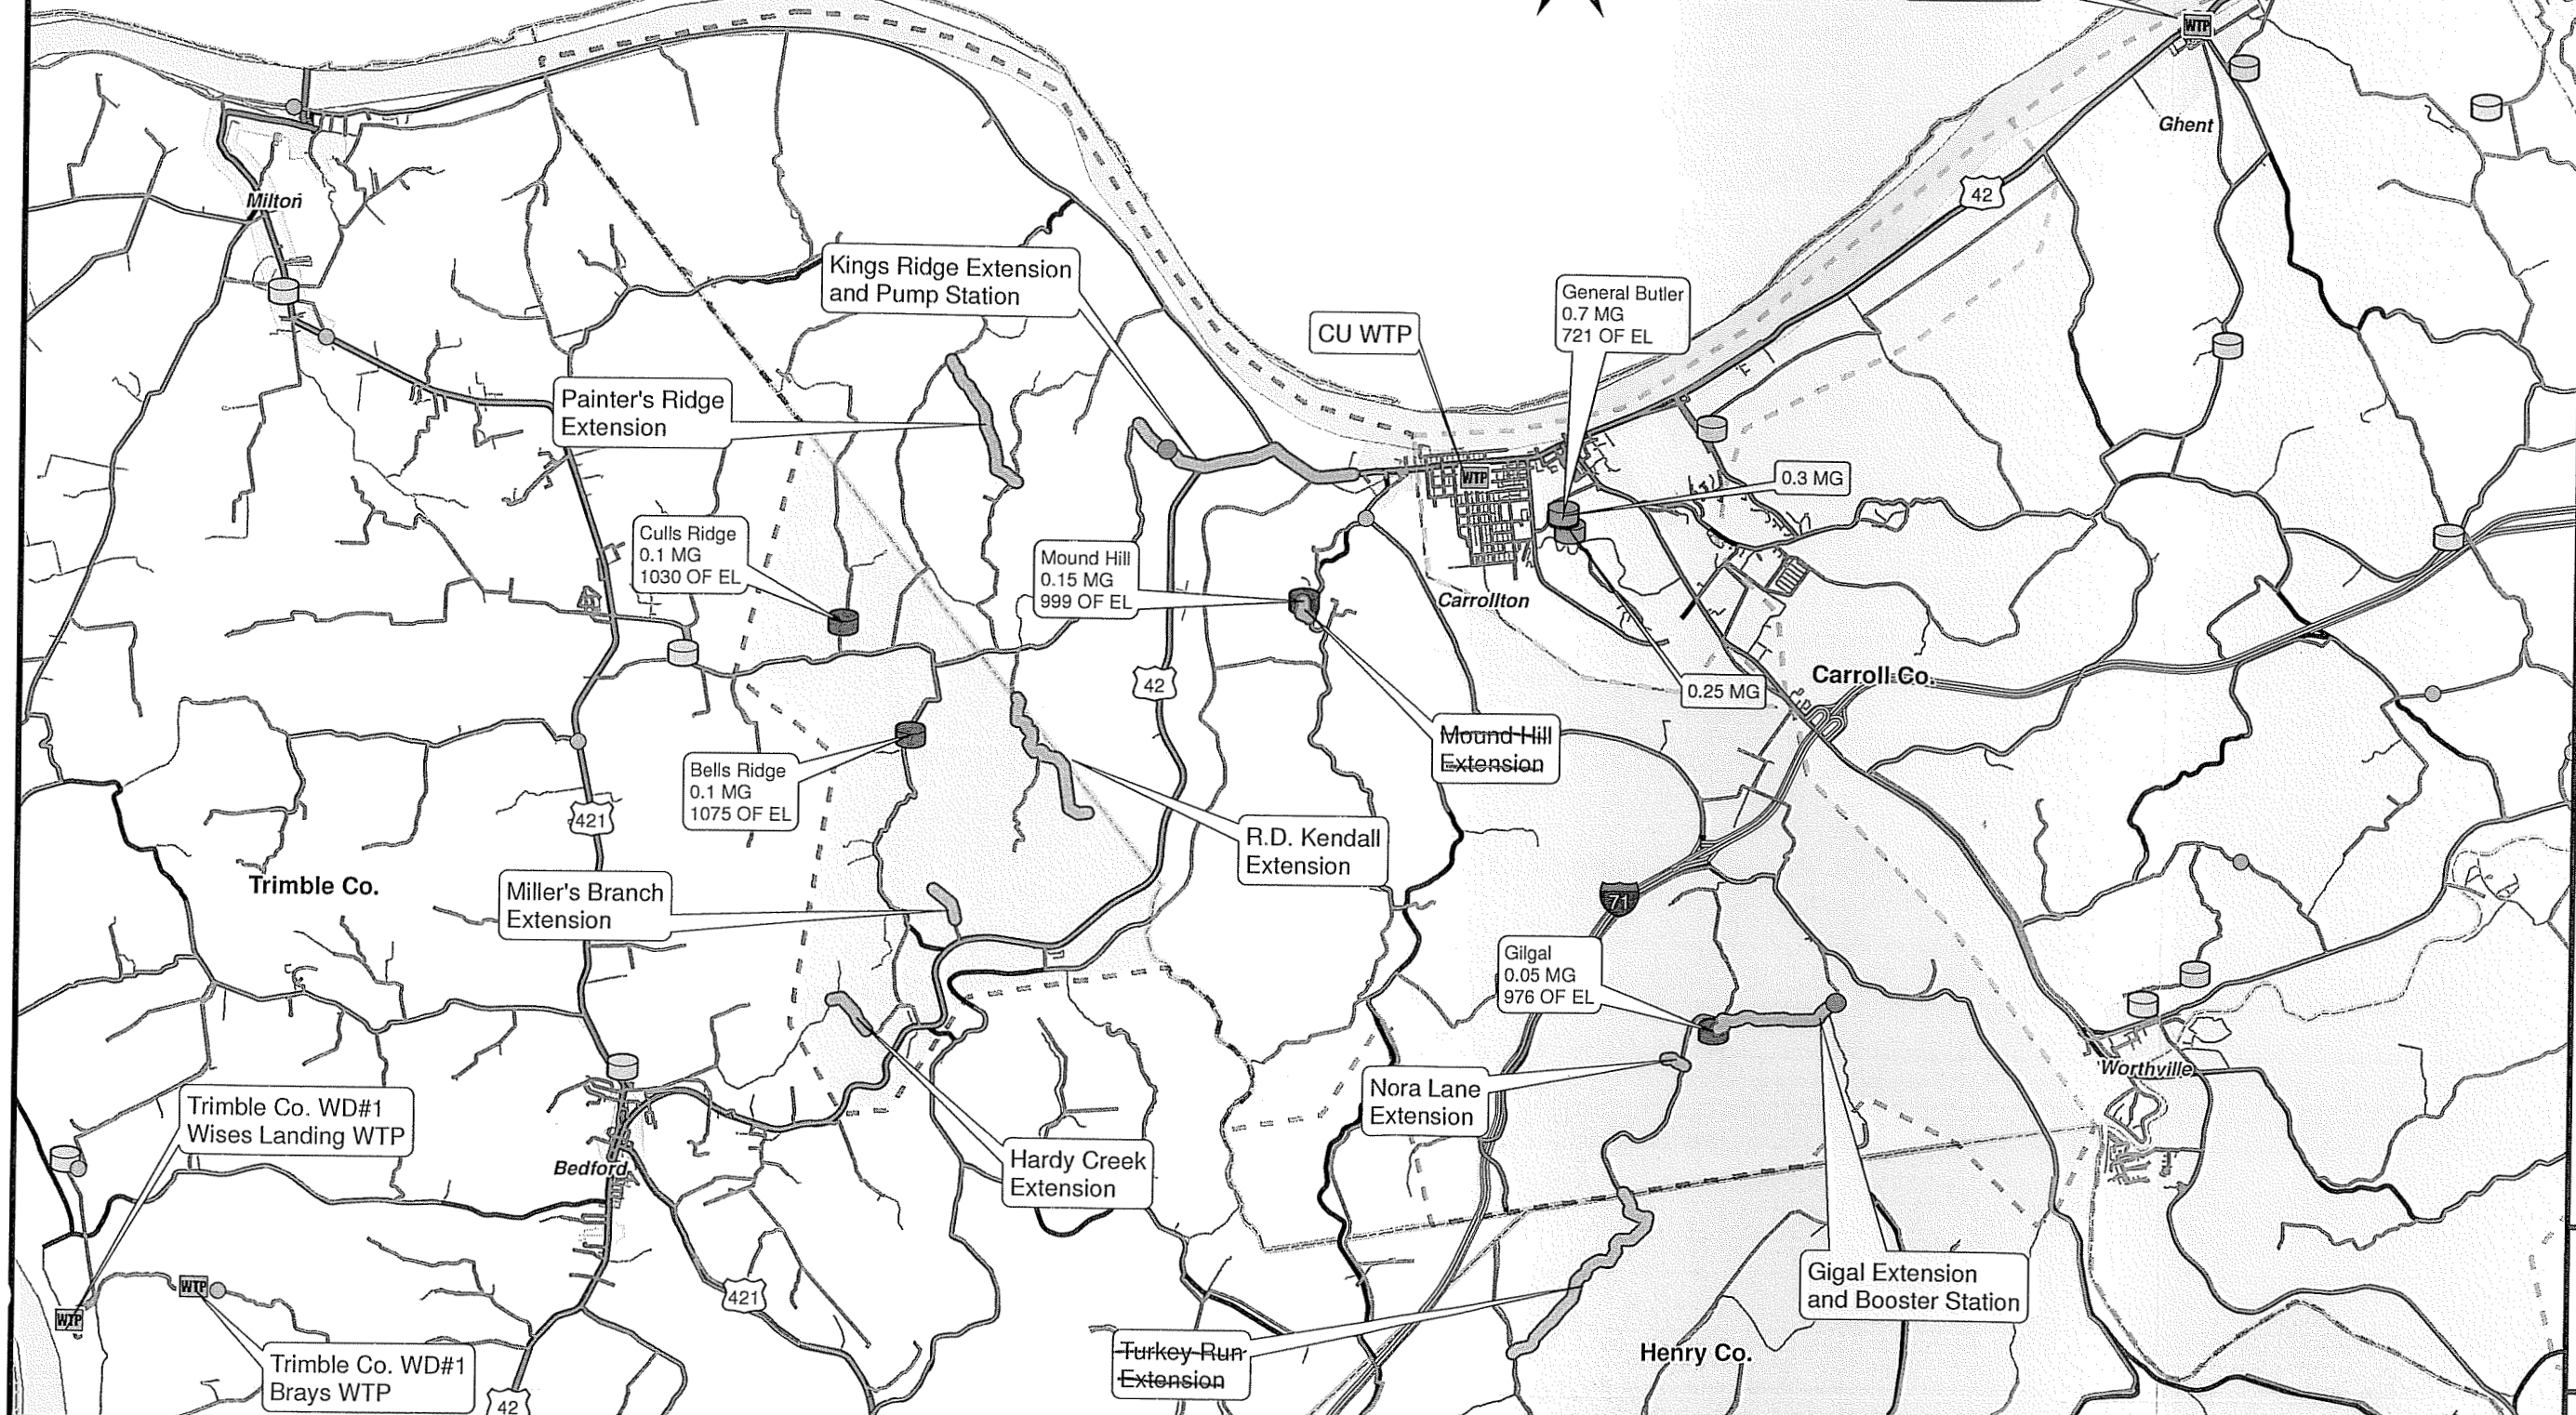 WTP
Ghent
42
Milton
Kings Ridge Extension
and Pump Station
General Butler
0.7 MG
721 OF EL
CU WTP
Painter's Ridge
Extension
WTP
0.3 MG
Culls Ridge
0.1 MG
1030 OF EL
Mound Hill
0.15 MG
999 OF EL
Carrollton
42
0.25 MG
Carroll Co.
Mound Hill
Extension
Bells Ridge
0.1 MG
1075 OF EL
421
R.D. Kendall
Extension
Trimble Co.
Miller's Branch
Extension
71
Gilgal
0.05 MG
976 OF EL
Worthville
Nora Lane
Extension
Trimble Co. WD#1
Wises Landing WTP
Bedford
Hardy Creek
Extension
WTP
WTP
421
Gigal Extension
and Booster Station
Turkey Run
Extension
Henry Co.
Trimble Co. WD#1
Brays WTP
42